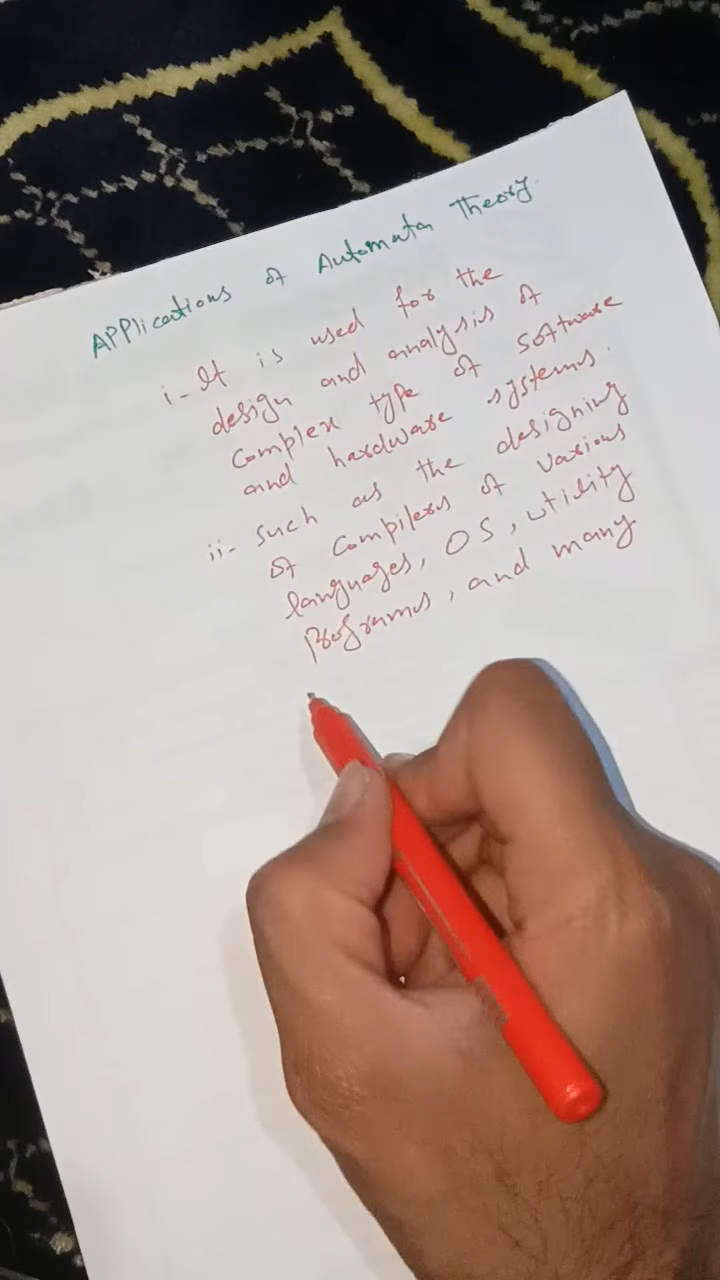 Applications of Automata Theory.
i- It is used for the
design and analysis of
complex type of software
and hardware systems.
ii- such as the designing
of compilers of various
languages, OS, utility
programs, and many